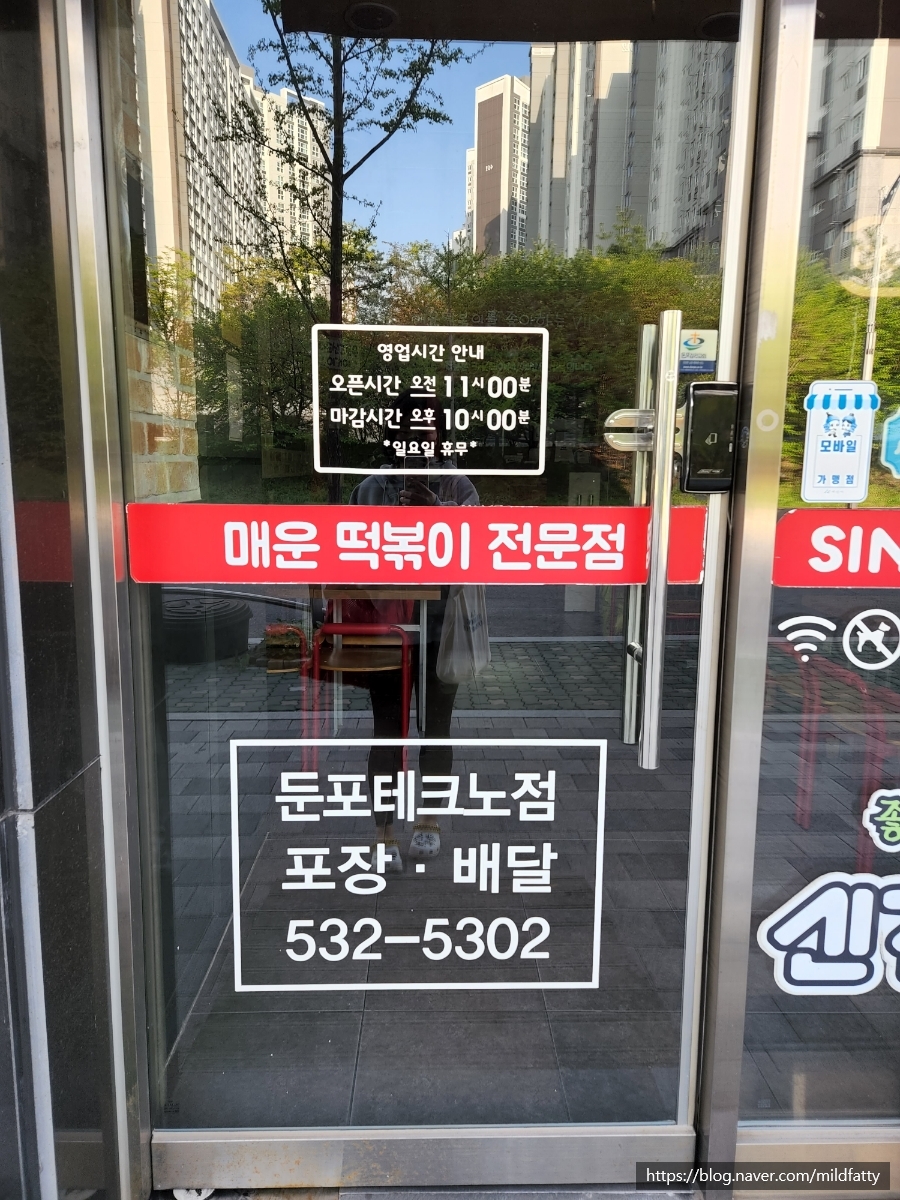 영업시간 안내
오픈시간 오전 11시00분
마감시간 오후 10시00분
*일요일 휴무*
모바일
가맹점
매운 떡볶이 전문점
SIN
둔포테크노점
포장 · 배달
532-5302
신
https://blog.naver.com/mildfatty